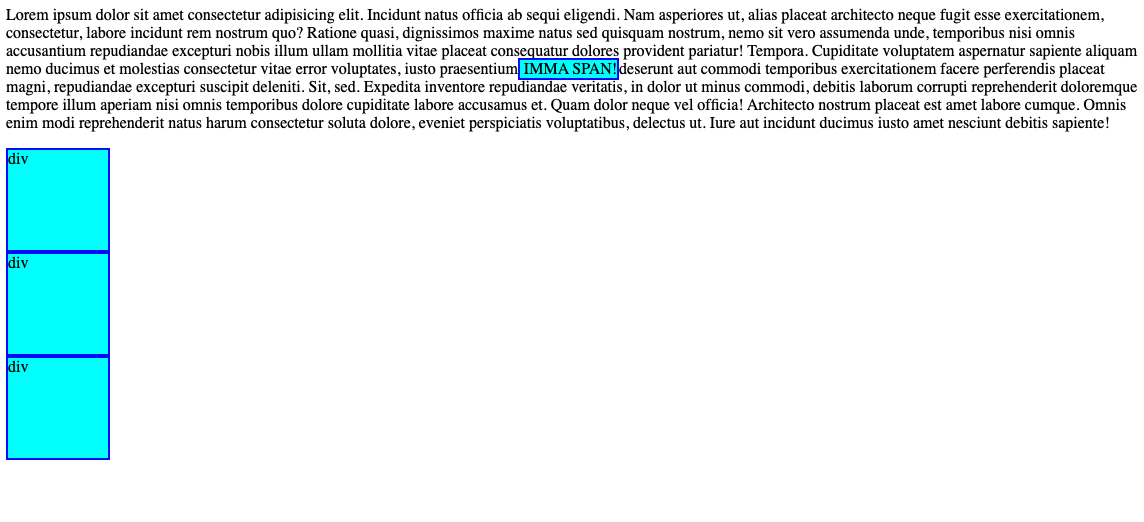 Lorem ipsum dolor sit amet consectetur adipisicing elit. Incidunt natus officia ab sequi eligendi. Nam asperiores ut, alias placeat architecto neque fugit esse exercitationem,
consectetur, labore incidunt rem nostrum quo? Ratione quasi, dignissimos maxime natus sed quisquam nostrum, nemo sit vero assumenda unde, temporibus nisi omnis
accusantium repudiandae excepturi nobis illum ullam mollitia vitae placeat consequatur dolores provident pariatur! Tempora. Cupiditate voluptatem aspernatur sapiente aliquam
nemo ducimus et molestias consectetur vitae error voluptates, iusto praesentium IMMA SPAN!deserunt aut commodi temporibus exercitationem facere perferendis placeat
magni, repudiandae excepturi suscipit deleniti. Sit, sed. Expedita inventore repudiandae veritatis, in dolor ut minus commodi, debitis laborum corrupti reprehenderit doloremque
tempore illum aperiam nisi omnis temporibus dolore cupiditate labore accusamus et. Quam dolor neque vel officia! Architecto nostrum placeat est amet labore cumque. Omnis
enim modi reprehenderit natus harum consectetur soluta dolore, eveniet perspiciatis voluptatibus, delectus ut. Iure aut incidunt ducimus iusto amet nesciunt debitis sapiente!
div
div
div